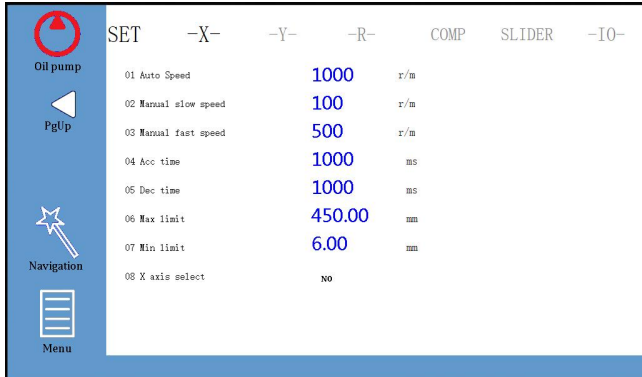 SET -X- -Y- -R- COMP SLIDER -IO-
Oil pump
PgUp
Navigation
Menu
01 Auto Speed 1000 r/m
02 Manual slow speed 100 r/m
03 Manual fast speed 500 r/m
04 Acc time 1000 ms
05 Dec time 1000 ms
06 Max limit 450.00 mm
07 Min limit 6.00 mm
08 X axis select NO